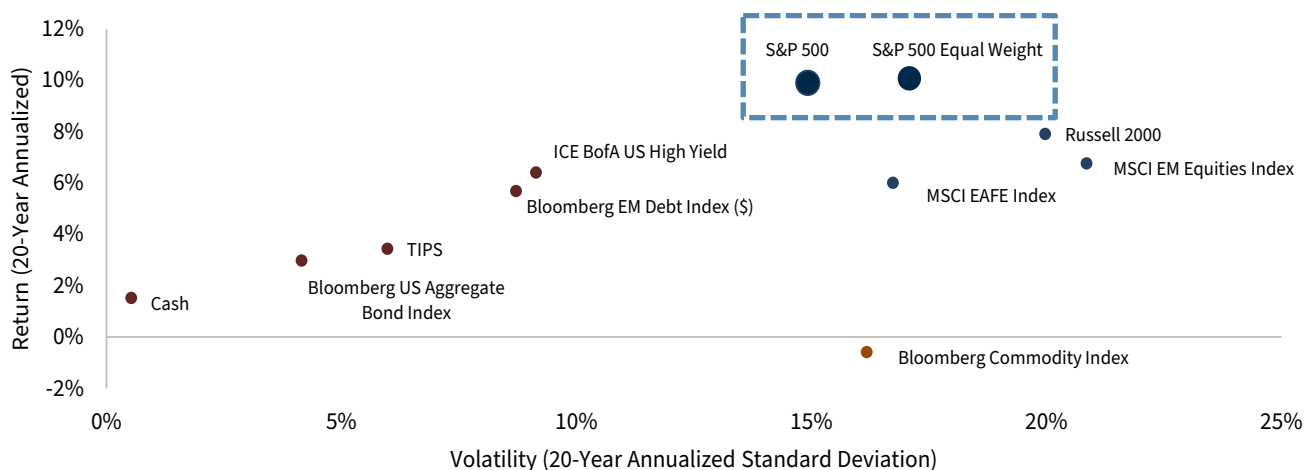 Return (20-Year Annualized)
12%
10%
8%
6%
4%
2%
0%
-2%
S&P 500
S&P 500 Equal Weight
Russell 2000
MSCI EM Equities Index
MSCI EAFE Index
ICE BofA US High Yield
Bloomberg EM Debt Index ($)
TIPS
Bloomberg US Aggregate
Bond Index
Cash
Bloomberg Commodity Index
0%
5%
10%
15%
20%
25%
Volatility (20-Year Annualized Standard Deviation)